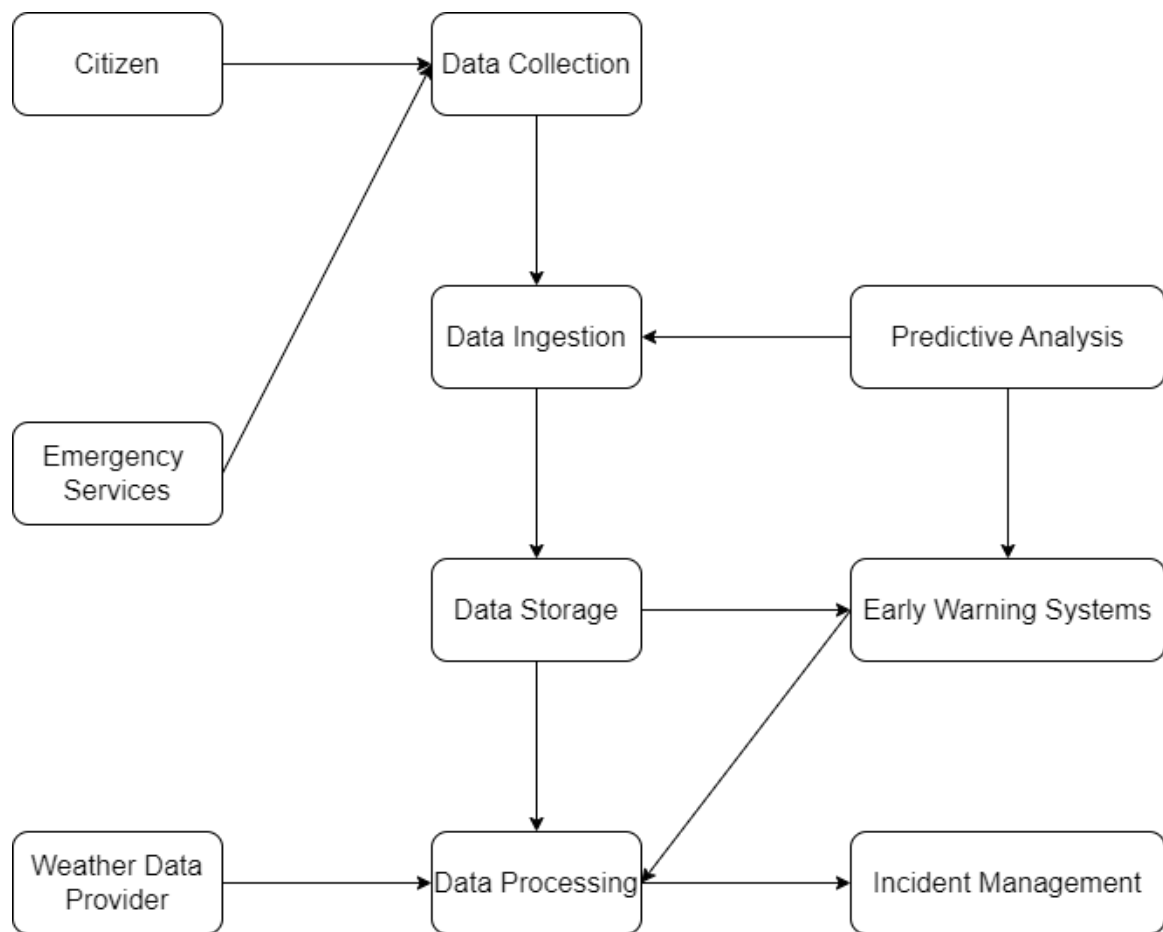 Citizen
Data Collection
Data Ingestion
Predictive Analysis
Emergency
Services
Data Storage
Early Warning Systems
Weather Data
Provider
Data Processing
Incident Management